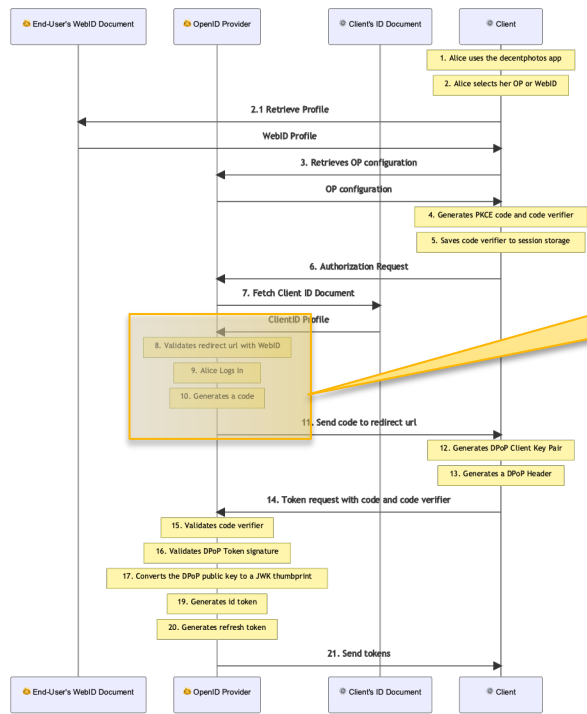 End-User's WebID Document
OpenID Provider
Client's ID Document
Client
1. Alice uses the decentphotos app
2. Alice selects her OP or WebID
2.1 Retrieve Profile
WebID Profile
3. Retrieves OP configuration
OP configuration
4. Generates PKCE code and code verifier
5. Saves code verifier to session storage
6. Authorization Request
7. Fetch Client ID Document
ClientID Profile
8. Validates redirect url with WebID
9. Alice Logs In
10. Generates a code
11. Send code to redirect url
12. Generates DPoP Client Key Pair
13. Generates a DPoP Header
14. Token request with code and code verifier
15. Validates code verifier
16. Validates DPoP Token signature
17. Converts the DPoP public key to a JWK thumbprint
19. Generates id token
20. Generates refresh token
21. Send tokens
End-User's WebID Document
OpenID Provider
Client's ID Document
Client